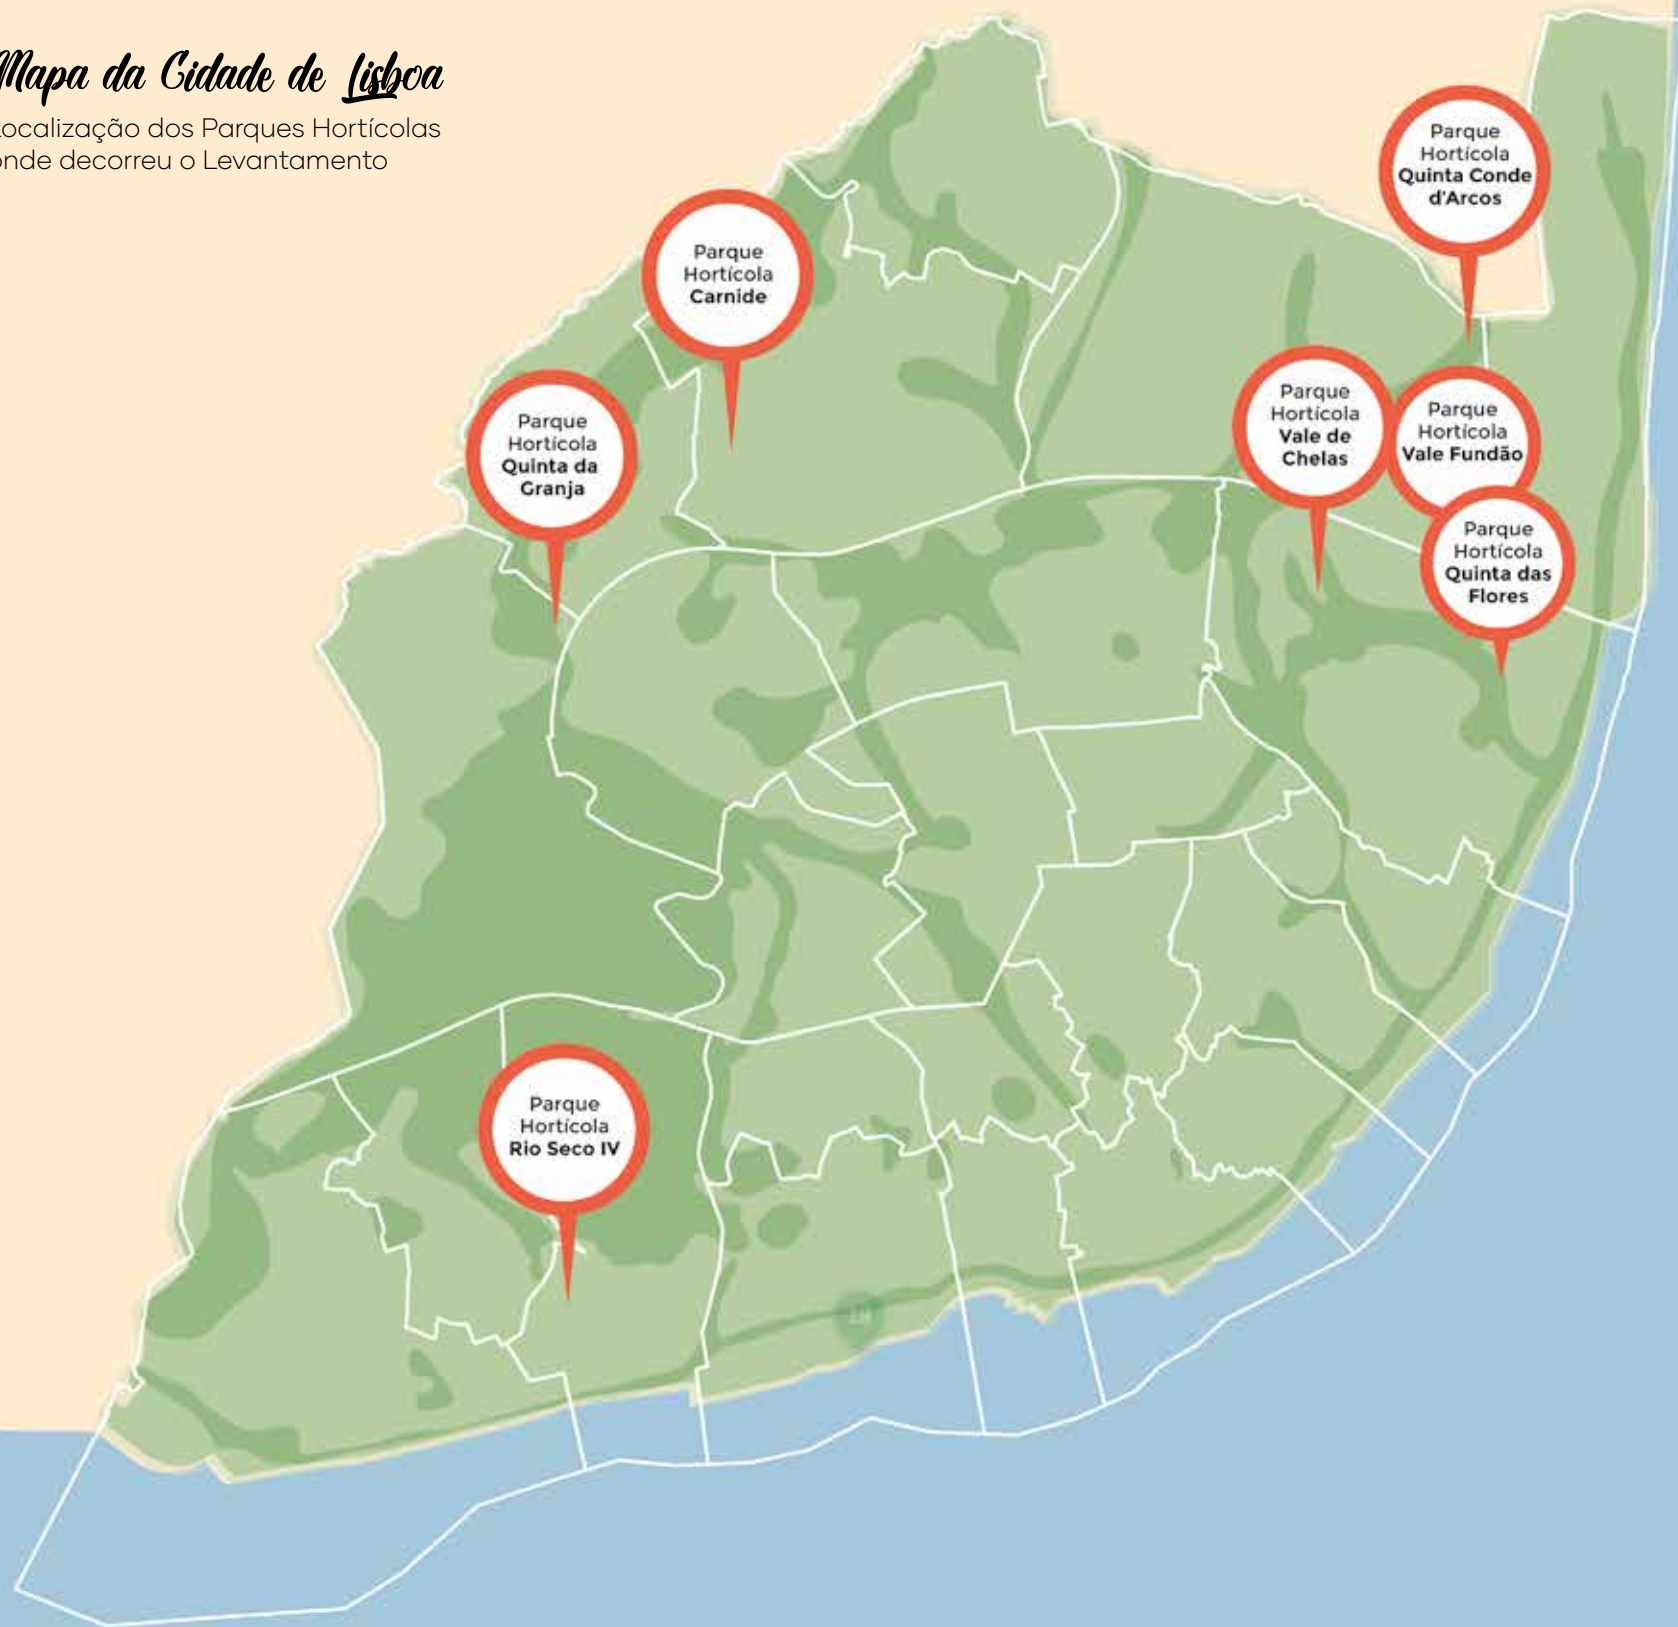 Mapa da Cidade de Lisboa
Localização dos Parques Hortícolas
onde decorreu o Levantamento
Parque
Hortícola
Quinta Conde
d'Arcos
Parque
Hortícola
Carnide
Parque
Hortícola
Quinta da
Granja
Parque
Hortícola
Vale de
Chelas
Parque
Hortícola
Vale Fundão
Parque
Hortícola
Quinta das
Flores
Parque
Hortícola
Rio Seco IV